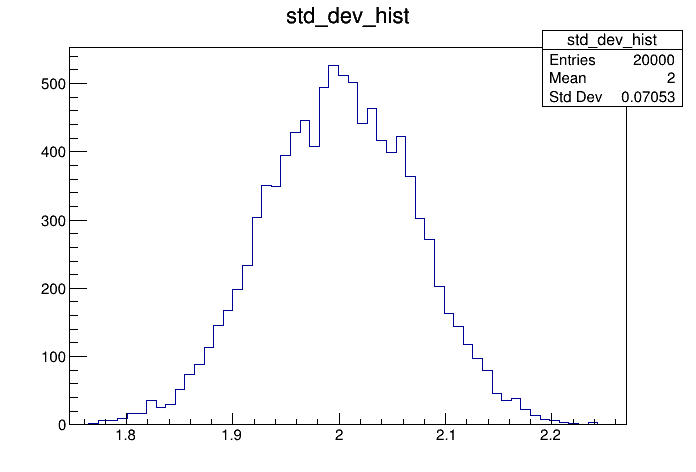 std_dev_hist
std_dev_hist
Entries 20000
Mean 2
Std Dev 0.07053
500
400
300
200
100
0
1.8 1.9 2 2.1 2.2